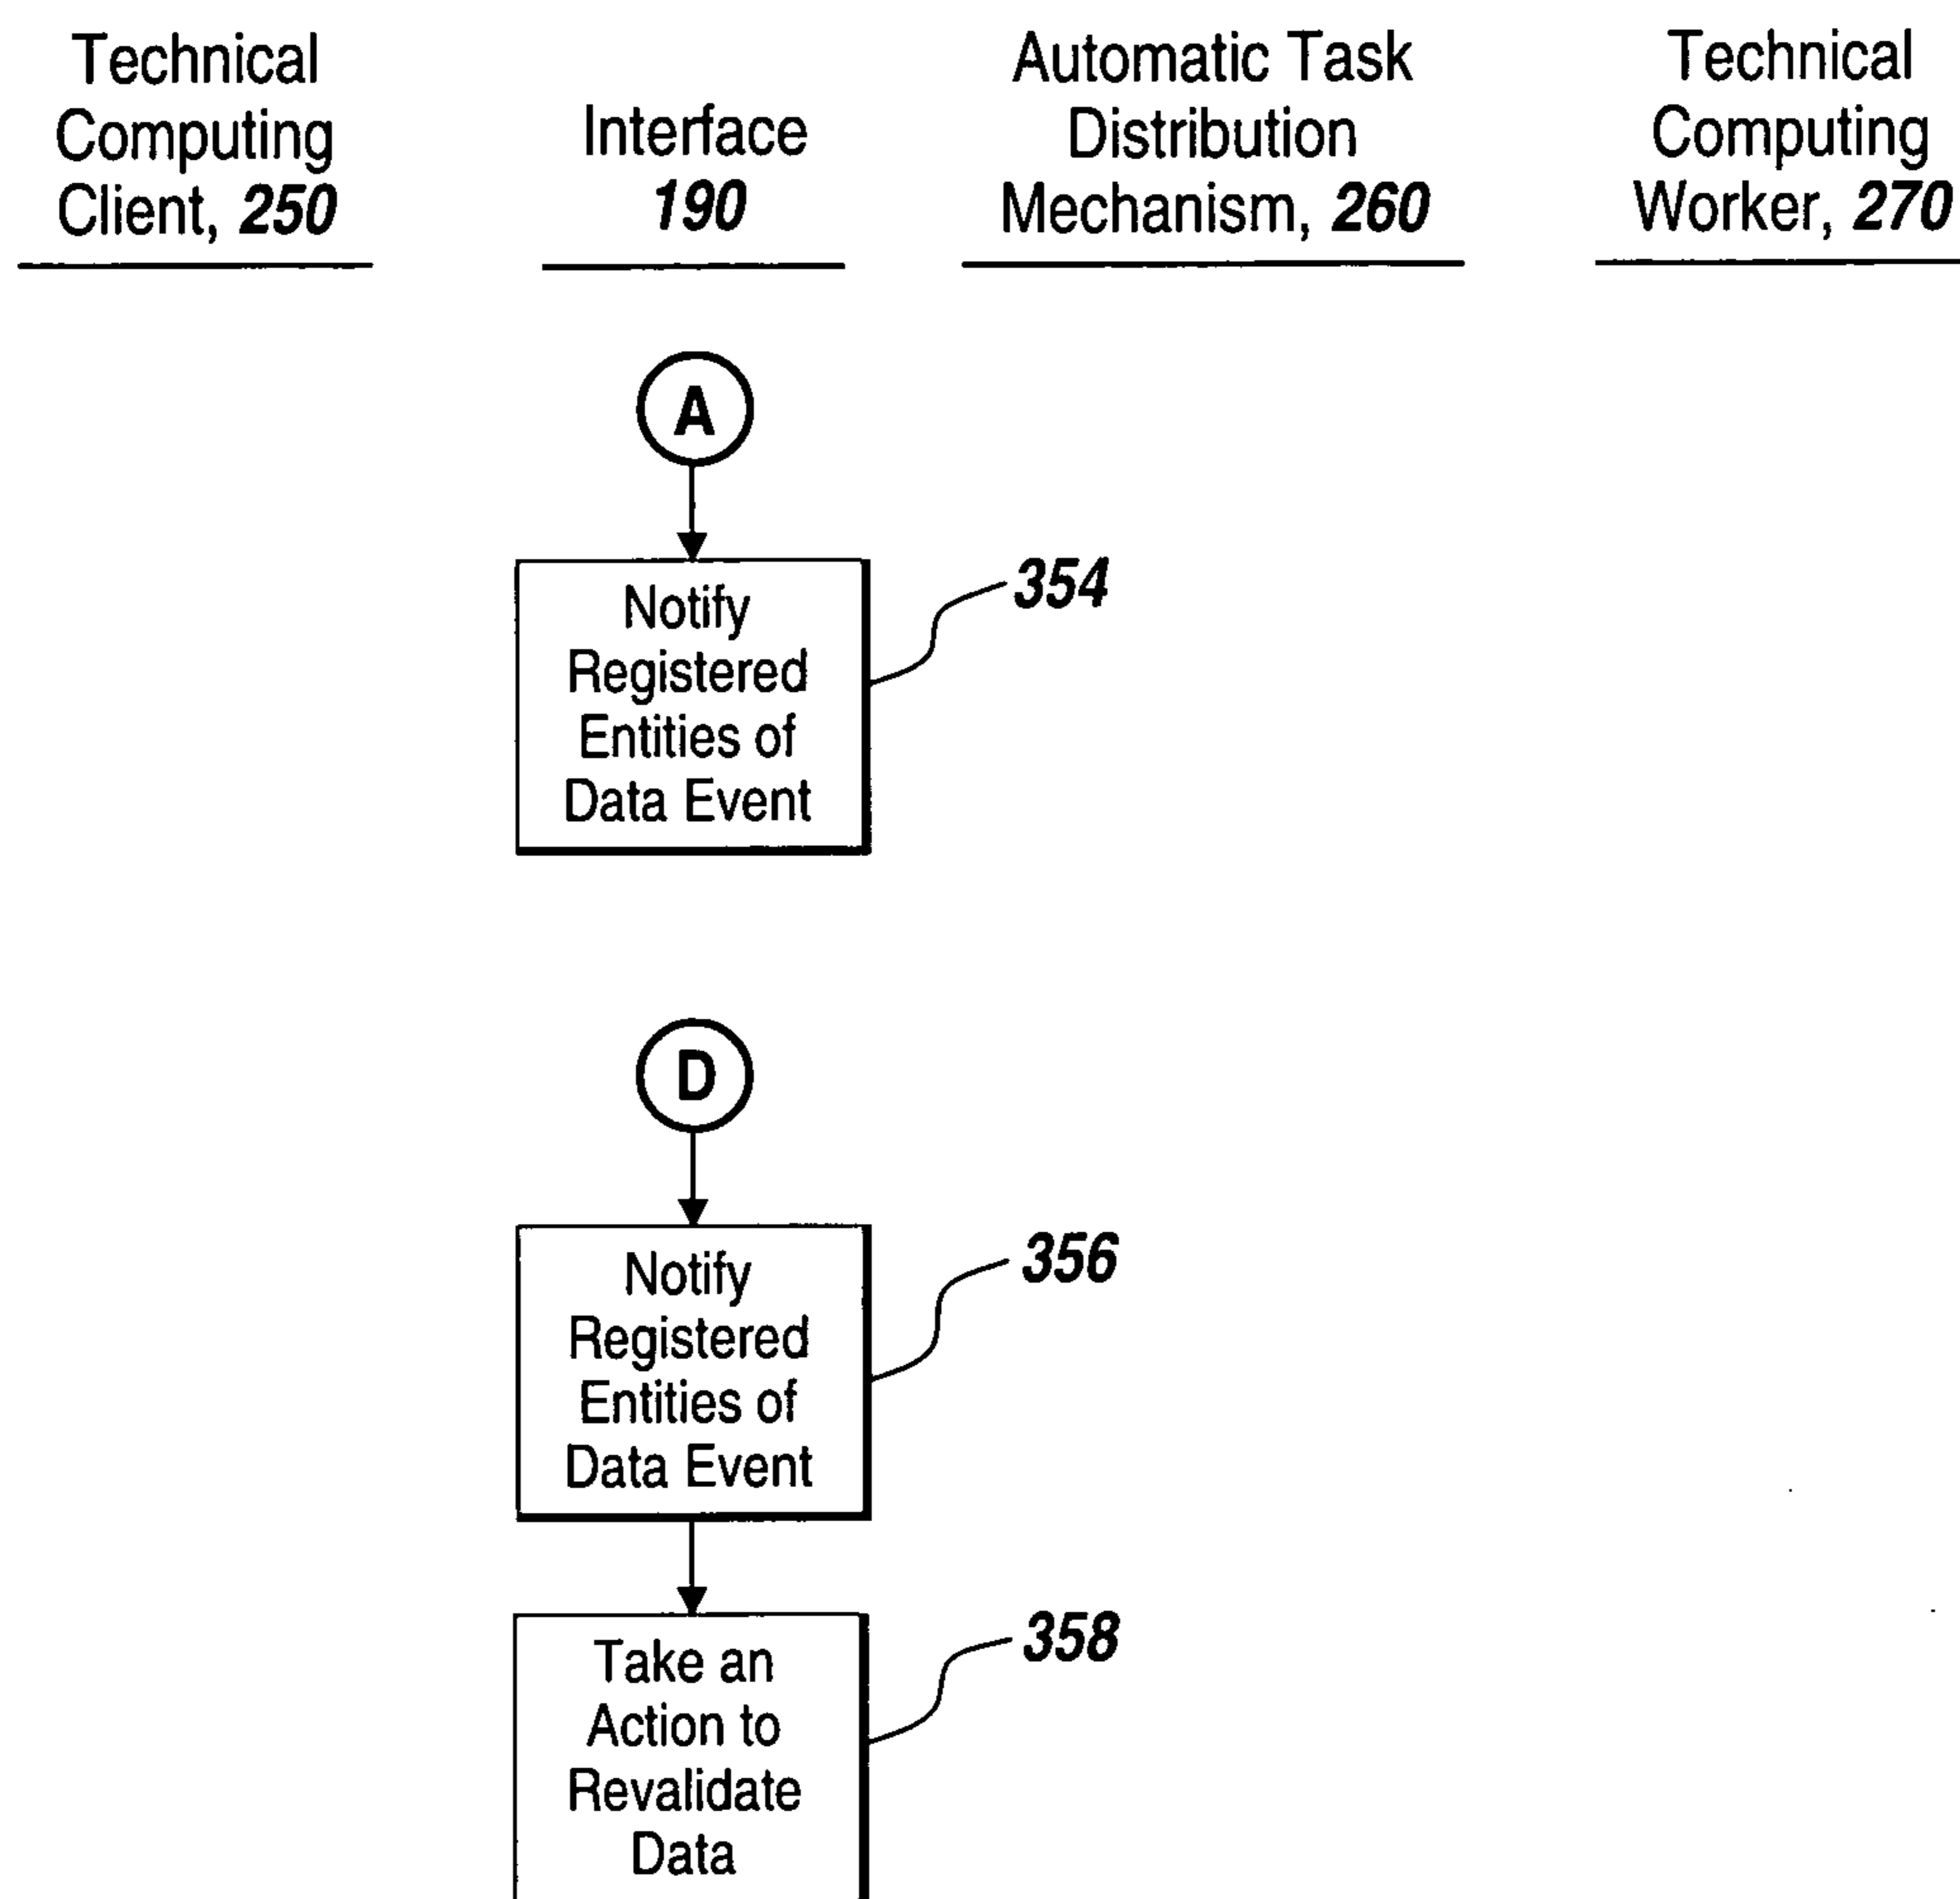 Technical
Computing
Client, 250
Interface
190
Automatic Task
Distribution
Mechanism, 260
Technical
Computing
Worker, 270
A
Notify
Registered
Entities of
Data Event
354
D
Notify
Registered
Entities of
Data Event
356
Take an
Action to
Revalidate
Data
358